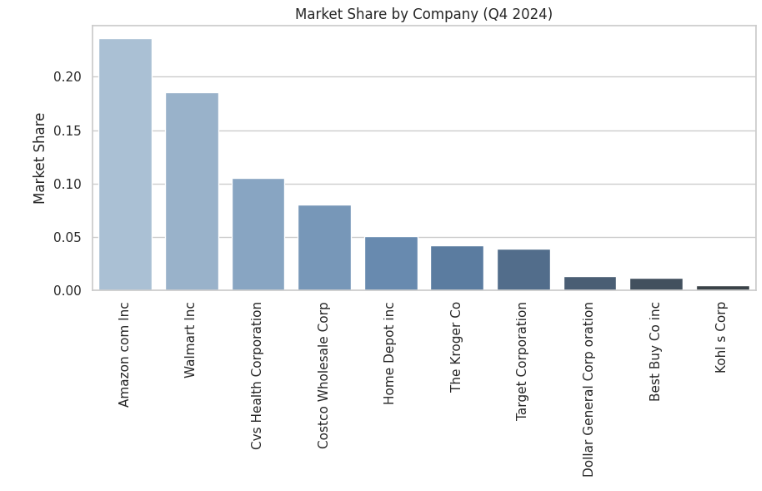 Market Share by Company (Q4 2024)
Market Share
0.20
0.15
0.10
0.05
0.00
Amazon com Inc
Walmart Inc
Cvs Health Corporation
Costco Wholesale Corp
Home Depot inc
The Kroger Co
Target Corporation
Dollar General Corp oration
Best Buy Co inc
Kohl s Corp